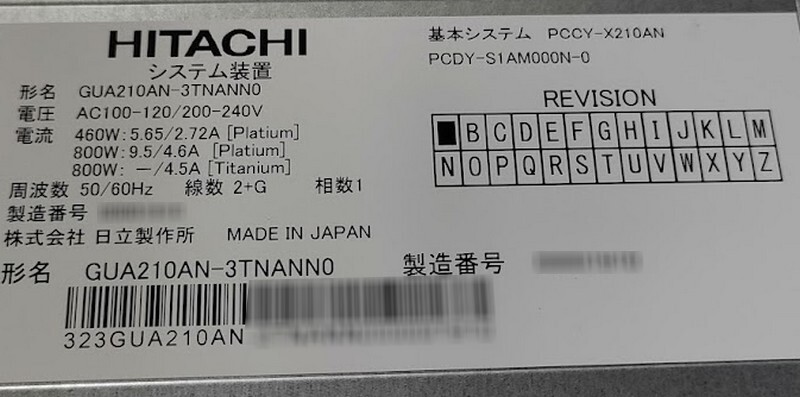 HITACHI
システム装置
形名 GUA210AN-3TNANN0
電圧 AC100-120/200-240V
電流 460W: 5.65/2.72A [Platium]
800W: 9.5/4.6A [Platium]
800W: －/4.5A [Titanium]
周波数 50/60Hz 線数 2+G 相数1
製造番号
株式会社 日立製作所 MADE IN JAPAN
基本システム PCCY-X210AN
PCDY-S1AM000N-0
REVISION
■BCDEFGHIJKLM
NOPQRSTUVWXYZ
形名 GUA210AN-3TNANN0 製造番号
323GUA210AN